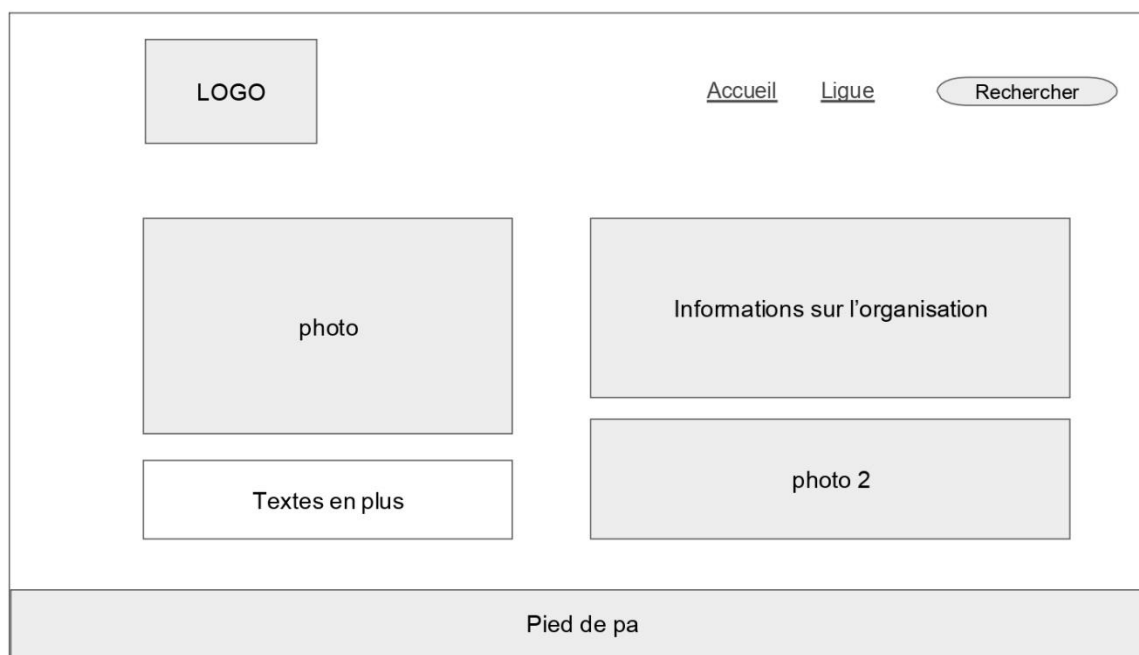 LOGO
Accueil
Ligue
Rechercher
photo
Informations sur l’organisation
Textes en plus
photo 2
Pied de pa